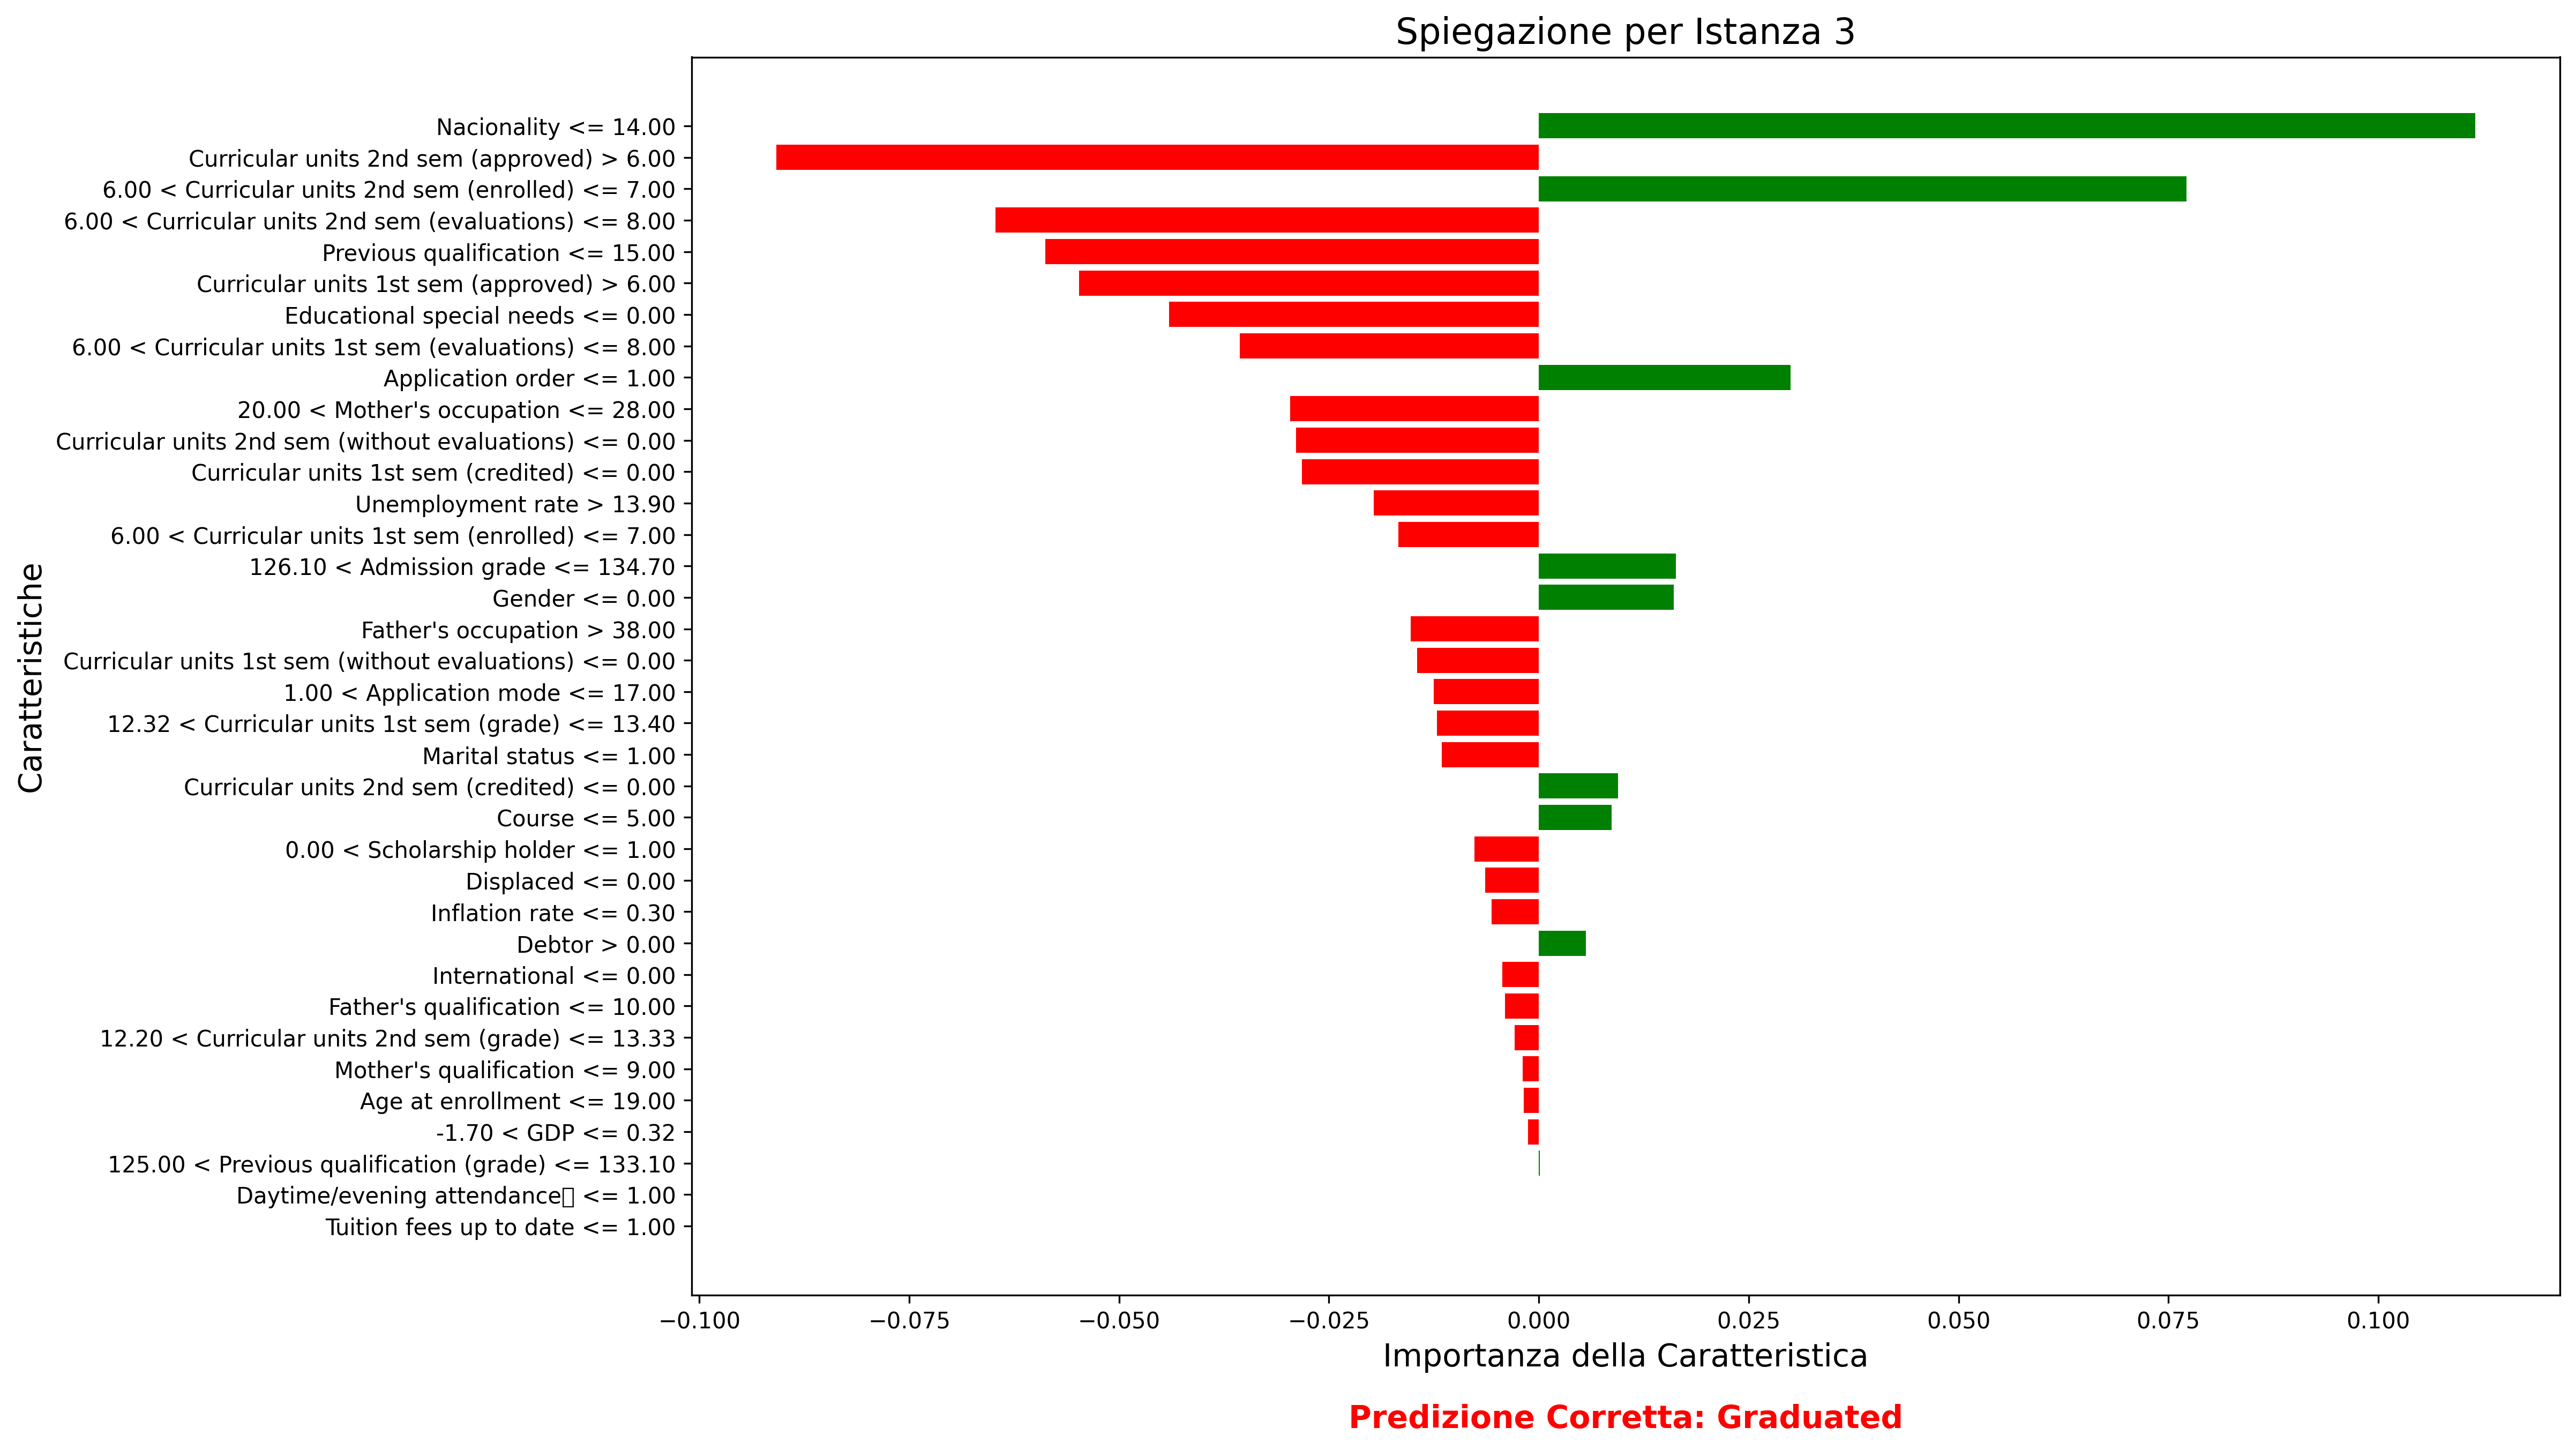 Spiegazione per Istanza 3
Nacionality <= 14.00
Curricular units 2nd sem (approved) > 6.00
6.00 < Curricular units 2nd sem (enrolled) <= 7.00
6.00 < Curricular units 2nd sem (evaluations) <= 8.00
Previous qualification <= 15.00
Curricular units 1st sem (approved) > 6.00
Educational special needs <= 0.00
6.00 < Curricular units 1st sem (evaluations) <= 8.00
Application order <= 1.00
20.00 < Mother's occupation <= 28.00
Curricular units 2nd sem (without evaluations) <= 0.00
Curricular units 1st sem (credited) <= 0.00
Unemployment rate > 13.90
6.00 < Curricular units 1st sem (enrolled) <= 7.00
126.10 < Admission grade <= 134.70
Gender <= 0.00
Father's occupation > 38.00
Curricular units 1st sem (without evaluations) <= 0.00
1.00 < Application mode <= 17.00
12.32 < Curricular units 1st sem (grade) <= 13.40
Marital status <= 1.00
Curricular units 2nd sem (credited) <= 0.00
Course <= 5.00
0.00 < Scholarship holder <= 1.00
Displaced <= 0.00
Inflation rate <= 0.30
Debtor > 0.00
International <= 0.00
Father's qualification <= 10.00
12.20 < Curricular units 2nd sem (grade) <= 13.33
Mother's qualification <= 9.00
Age at enrollment <= 19.00
-1.70 < GDP <= 0.32
125.00 < Previous qualification (grade) <= 133.10
Daytime/evening attendance▯ <= 1.00
Tuition fees up to date <= 1.00
Caratteristiche
−0.100 −0.075 −0.050 −0.025 0.000 0.025 0.050 0.075 0.100
Importanza della Caratteristica
Predizione Corretta: Graduated